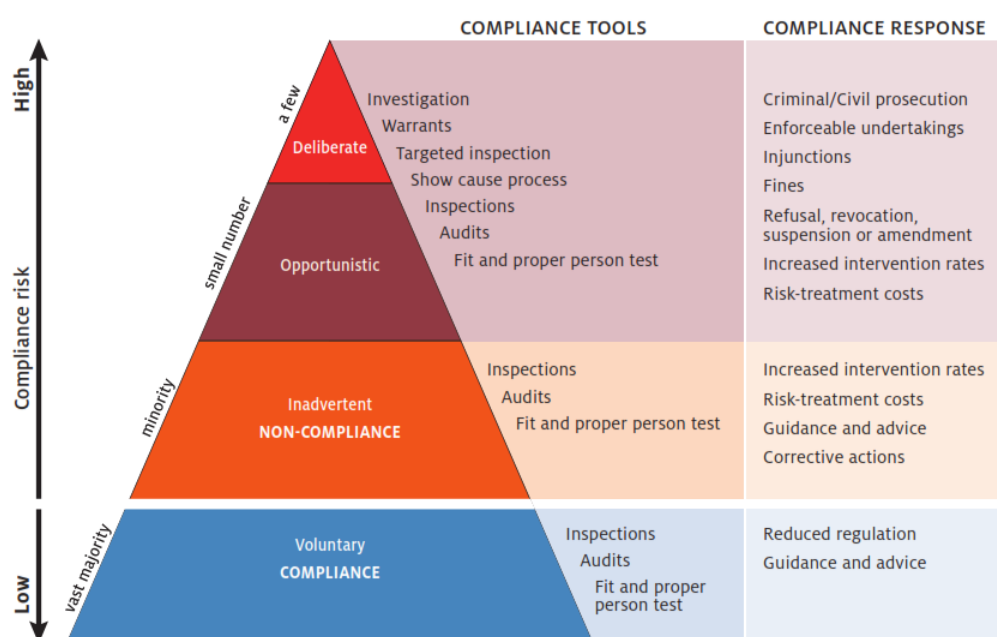 COMPLIANCE TOOLS
COMPLIANCE RESPONSE
High
Compliance risk
Low
a few
small number
minority
vast majority
Deliberate
Opportunistic
Inadvertent
NON-COMPLIANCE
Voluntary
COMPLIANCE
Investigation
Warrants
Targeted inspection
Show cause process
Inspections
Audits
Fit and proper person test
Criminal/Civil prosecution
Enforceable undertakings
Injunctions
Fines
Refusal, revocation,
suspension or amendment
Increased intervention rates
Risk-treatment costs
Inspections
Audits
Fit and proper person test
Increased intervention rates
Risk-treatment costs
Guidance and advice
Corrective actions
Inspections
Audits
Fit and proper
person test
Reduced regulation
Guidance and advice